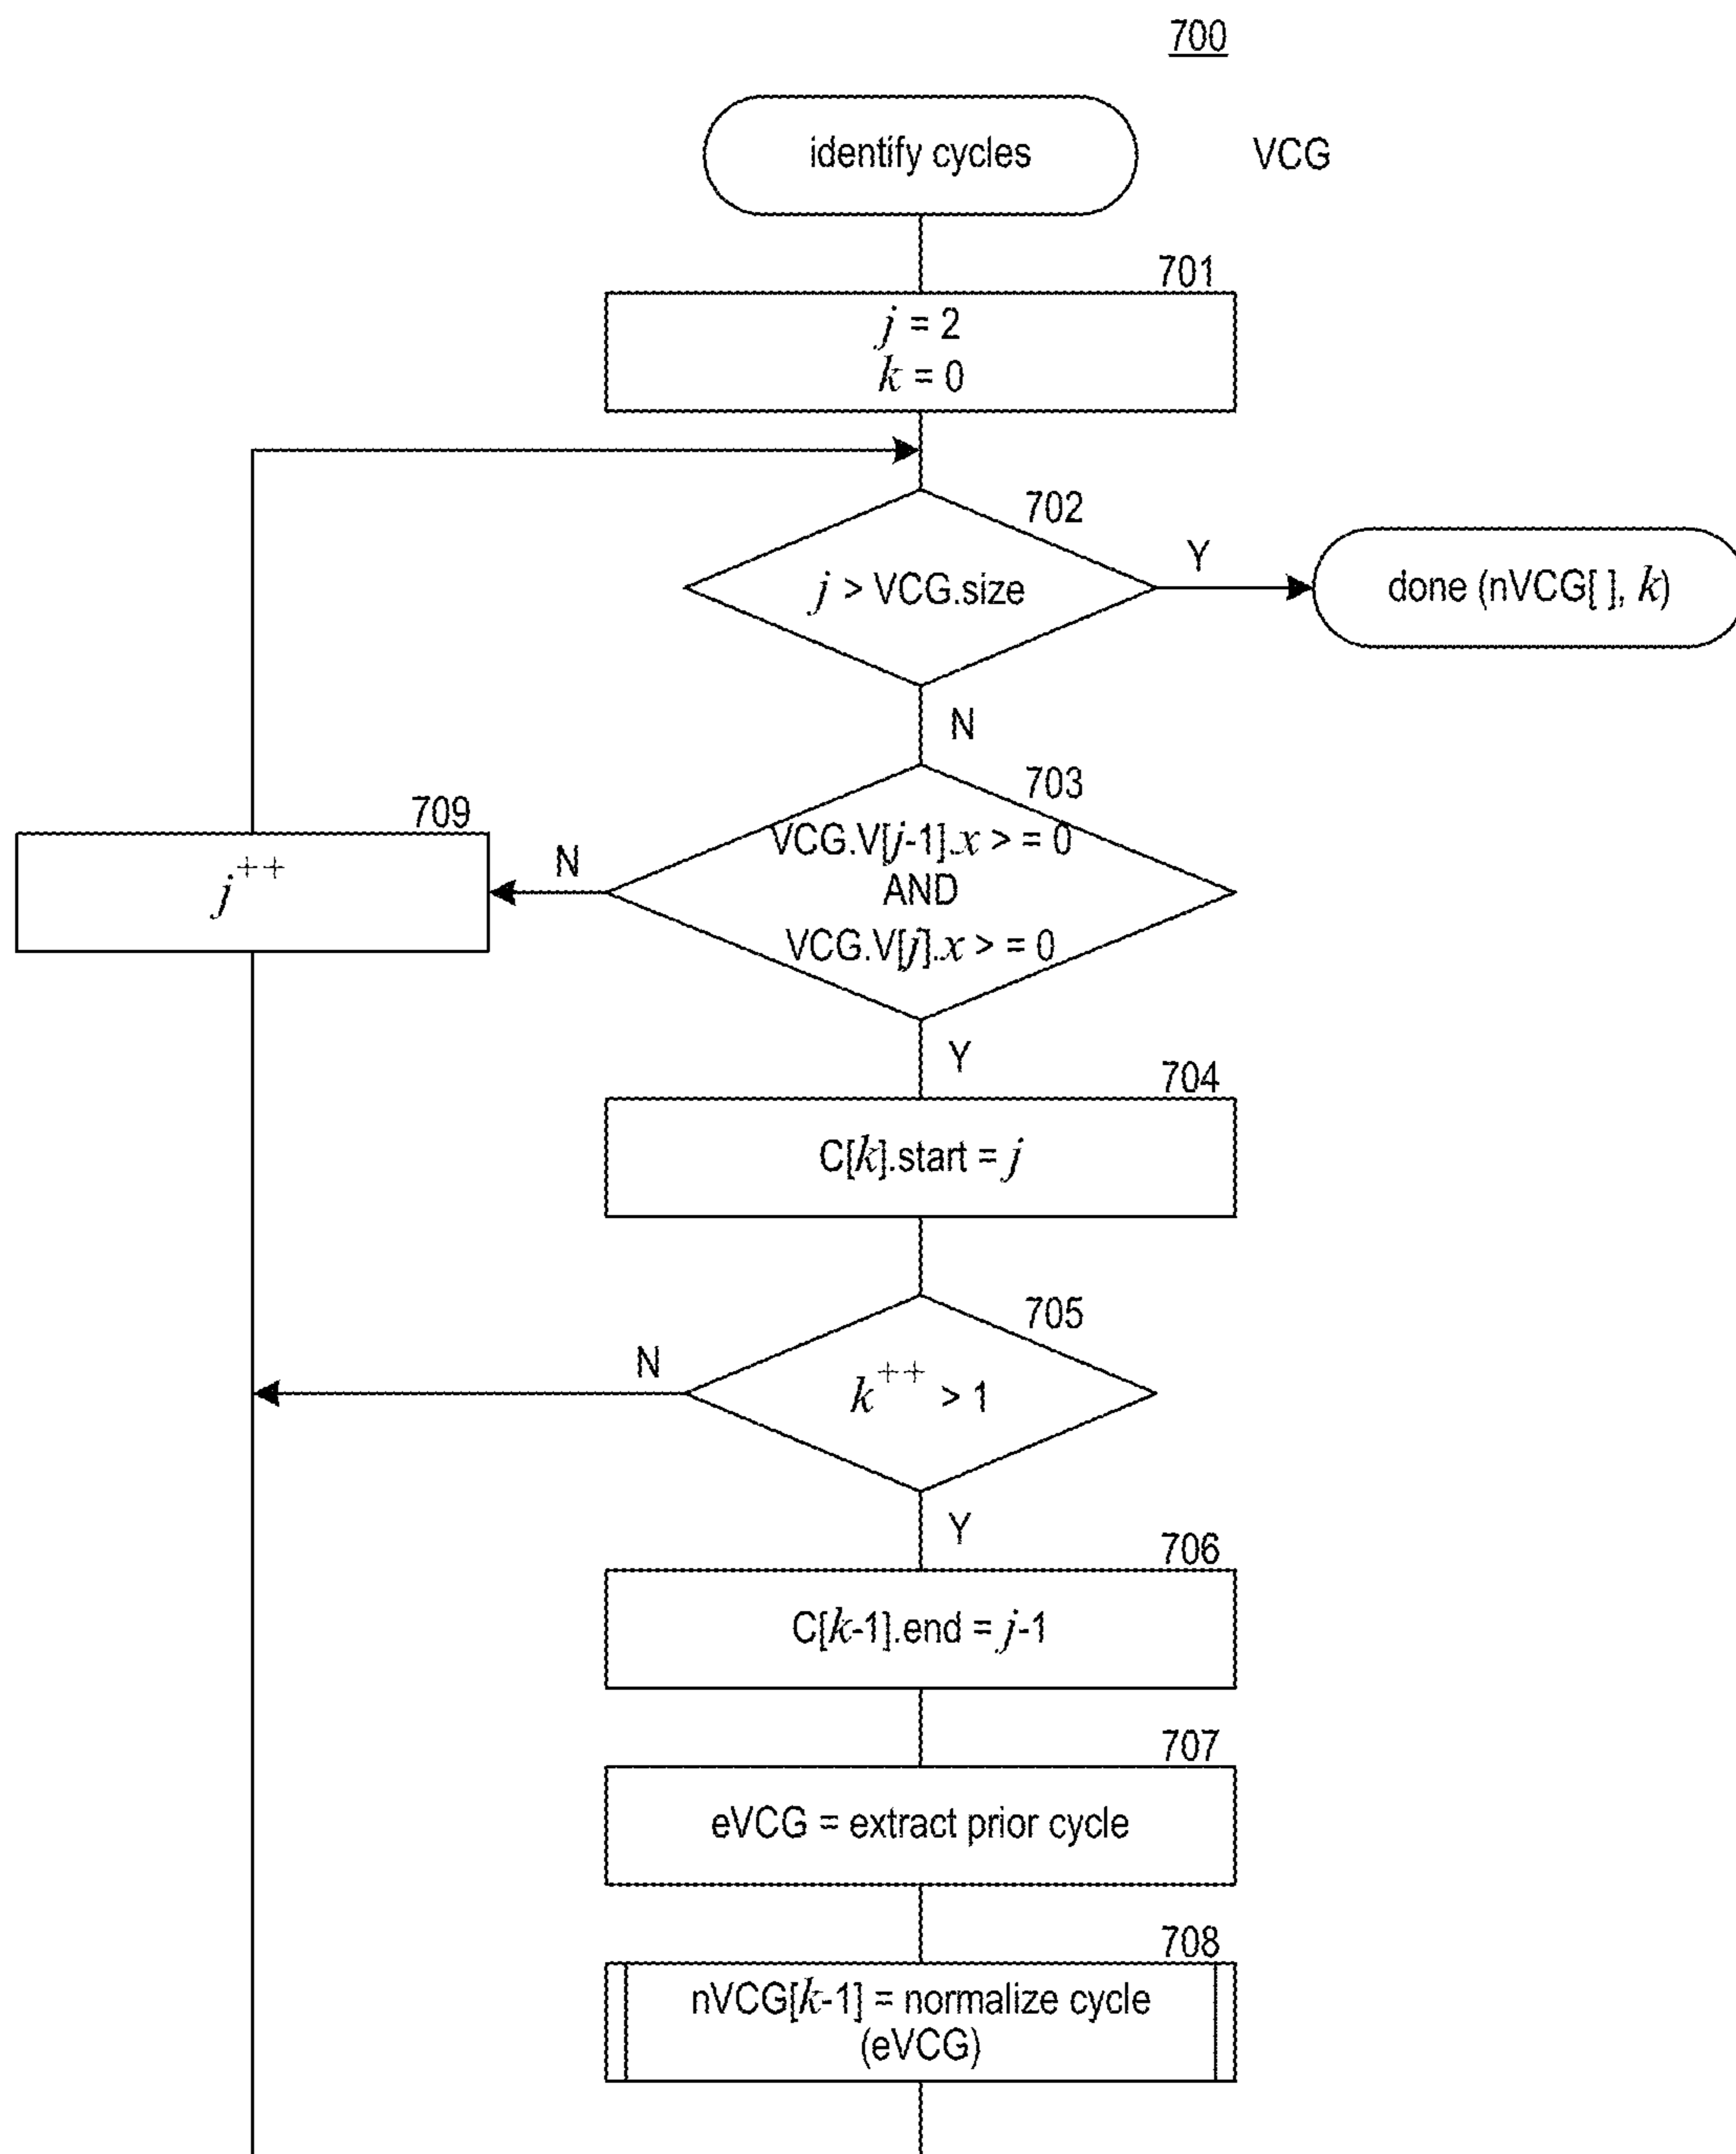 700
identify cycles
VCG
701
j = 2
k = 0
702
j > VCG.size
Y
done (nVCG[ ], k)
N
703
VCG.V[j-1].x > = 0
AND
VCG.V[j].x > = 0
N
709
j++
Y
704
C[k].start = j
705
k++ > 1
N
Y
706
C[k-1].end = j-1
707
eVCG = extract prior cycle
708
nVCG[k-1] = normalize cycle
(eVCG)